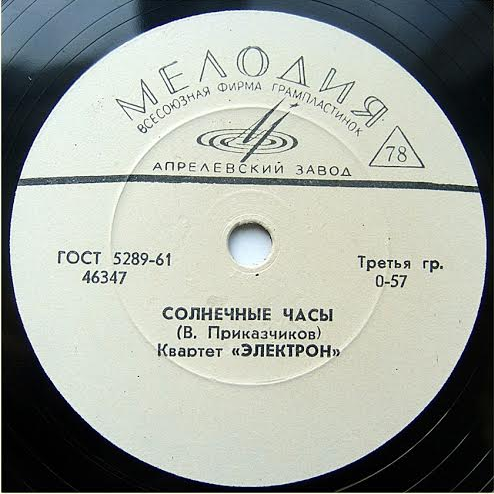 МЕЛОДИЯ
ВСЕСОЮЗНАЯ ФИРМА ГРАМПЛАСТИНОК
АПРЕЛЕВСКИЙ ЗАВОД
78
ГОСТ 5289-61
46347
Третья гр.
0-57
СОЛНЕЧНЫЕ ЧАСЫ
(В. Приказчиков)
Квартет «ЭЛЕКТРОН»